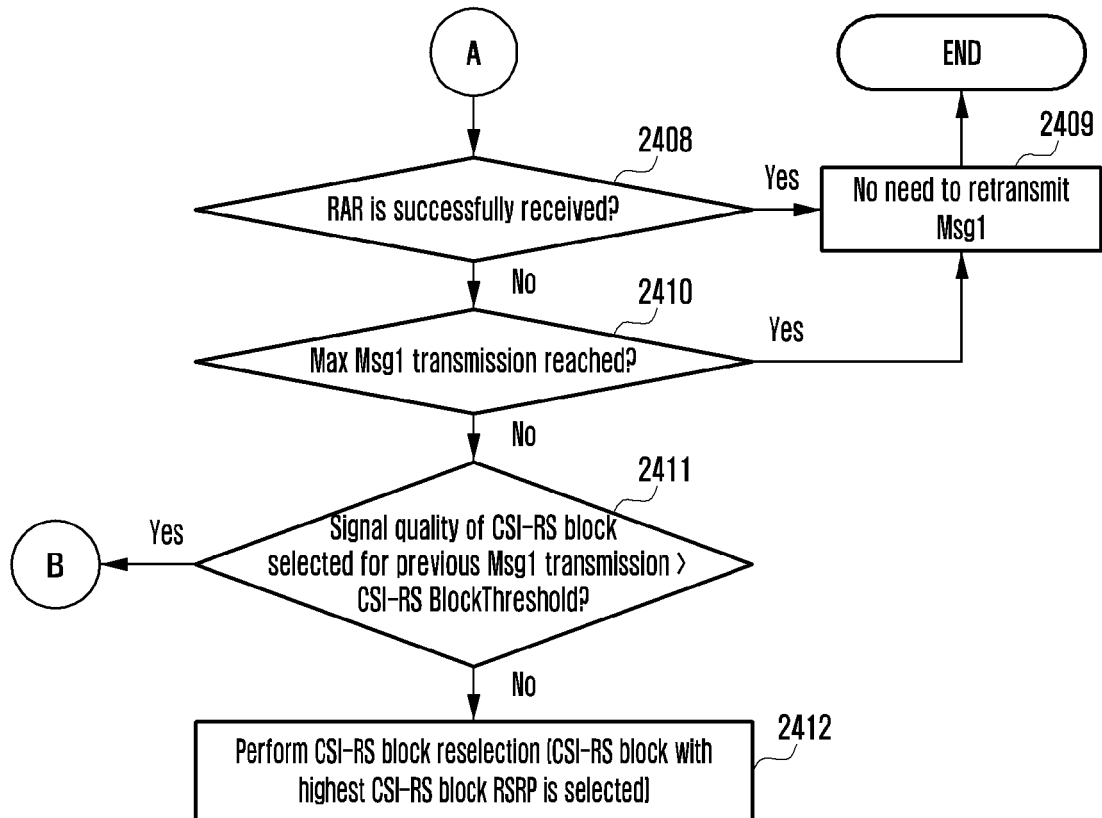 A
END
2408
2409
RAR is successfully received?
Yes
No need to retransmit
Msg1
No
2410
Max Msg1 transmission reached?
Yes
No
2411
Signal quality of CSI-RS block
selected for previous Msg1 transmission >
CSI-RS BlockThreshold?
Yes
B
No
2412
Perform CSI-RS block reselection (CSI-RS block with
highest CSI-RS block RSRP is selected)